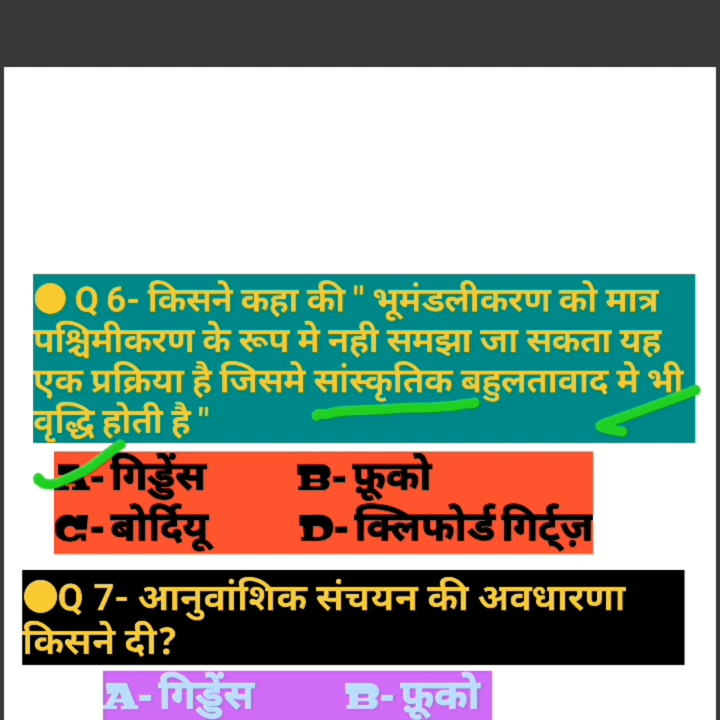 Q 6- किसने कहा की " भूमंडलीकरण को मात्र
पश्चिमीकरण के रूप मे नही समझा जा सकता यह
एक प्रक्रिया है जिसमे सांस्कृतिक बहुलतावाद मे भी
वृद्धि होती है "
A- गिड्डेंस B- फ़ूको
C- बोर्दियू D- क्लिफोर्ड गिर्ट्ज़
Q 7- आनुवांशिक संचयन की अवधारणा
किसने दी?
A- गिड्डेंस B- फ़ूको